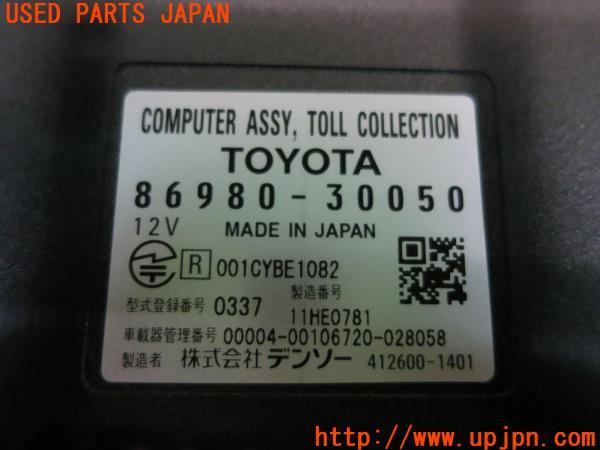 USED PARTS JAPAN
COMPUTER ASSY, TOLL COLLECTION
TOYOTA
86980-30050
12V MADE IN JAPAN
R 001CYBE1082
型式登録番号 0337 製造番号 11HE0781
車載器管理番号 00004-00106720-028058
製造者 株式会社デンソー 412600-1401
UPJ
http://www.upjpn.com/